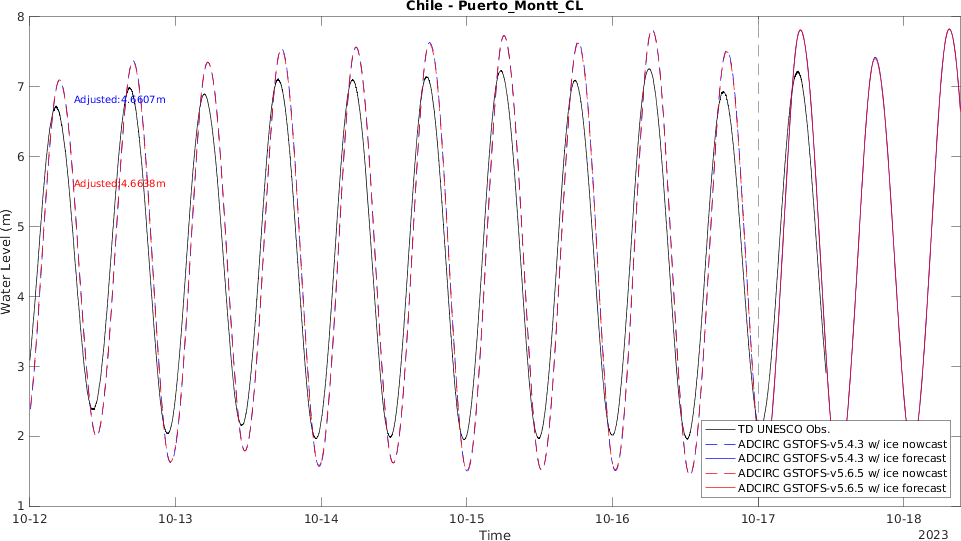 Chile - Puerto_Montt_CL
8
7
6
5
4
3
2
1
Water Level (m)
Adjusted:4.6607m
Adjusted:4.6638m
TD UNESCO Obs.
ADCIRC GSTOFS-v5.4.3 w/ ice nowcast
ADCIRC GSTOFS-v5.4.3 w/ ice forecast
ADCIRC GSTOFS-v5.6.5 w/ ice nowcast
ADCIRC GSTOFS-v5.6.5 w/ ice forecast
10-12 10-13 10-14 10-15 10-16 10-17 10-18
Time
2023